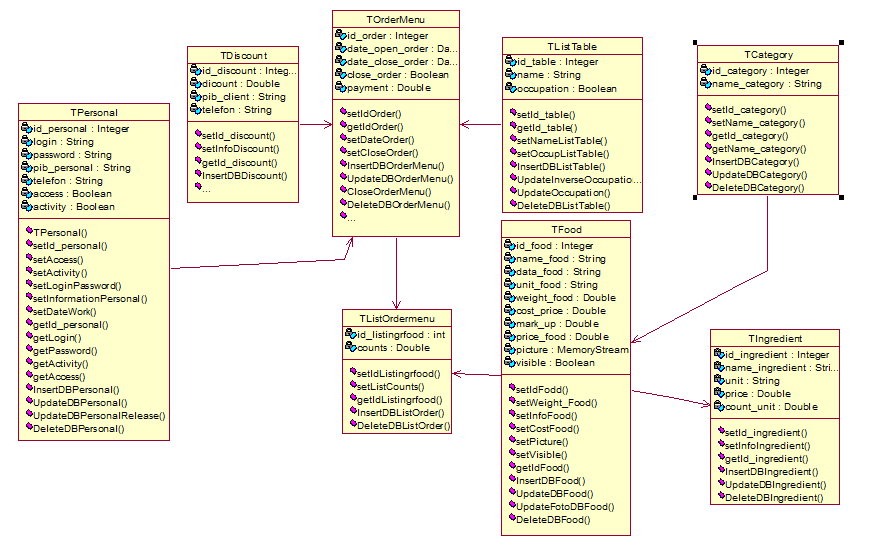 TPersonal
id_personal : Integer
login : String
password : String
pib_personal : String
telefon : String
access : Boolean
activity : Boolean
TPersonal()
setId_personal()
setAccess()
setActivity()
setLoginPassword()
setInformationPersonal()
setDateWork()
getId_personal()
getLogin()
getPassword()
getActivity()
getAccess()
InsertDBPersonal()
UpdateDBPersonal()
UpdateDBPersonalRelease()
DeleteDBPersonal()
TDiscount
id_discount : Integ...
dicount : Double
pib_client : String
telefon : String
setId_discount()
setInfoDiscount()
getId_discount()
InsertDBDiscount()
...
TOrderMenu
id_order : Integer
date_open_order : Da...
date_close_order : Da...
close_order : Boolean
payment : Double
setIdOrder()
getIdOrder()
setDateOrder()
setCloseOrder()
InsertDBOrderMenu()
UpdateDBOrderMenu()
CloseOrderMenu()
DeleteDBOrderMenu()
...
TListOrdermenu
id_listingrfood : int
counts : Double
setIdListingrfood()
setListCounts()
getIdListingrfood()
InsertDBListOrder()
DeleteDBListOrder()
TListTable
id_table : Integer
name : String
occupation : Boolean
setId_table()
getId_table()
setNameListTable()
setOccupListTable()
InsertDBListTable()
UpdateInverseOccupatio...
UpdateOccupation()
DeleteDBListTable()
TFood
id_food : Integer
name_food : String
data_food : String
unit_food : String
weight_food : Double
cost_price : Double
mark_up : Double
price_food : Double
picture : MemoryStream
visible : Boolean
setIdFodd()
setWeight_Food()
setInfoFood()
setCostFood()
setPicture()
setVisible()
getIdFood()
InsertDBFood()
UpdateDBFood()
UpdateFotoDBFood()
DeleteDBFood()
TCategory
id_category : Integer
name_category : String
setId_category()
setName_category()
getId_category()
getName_category()
InsertDBCategory()
UpdateDBCategory()
DeleteDBCategory()
TIngredient
id_ingredient : Integer
name_ingredient : Stri...
unit : String
price : Double
count_unit : Double
setId_ingredient()
setInfoIngredient()
getId_ingredient()
InsertDBIngredient()
UpdateDBIngredient()
DeleteDBIngredient()